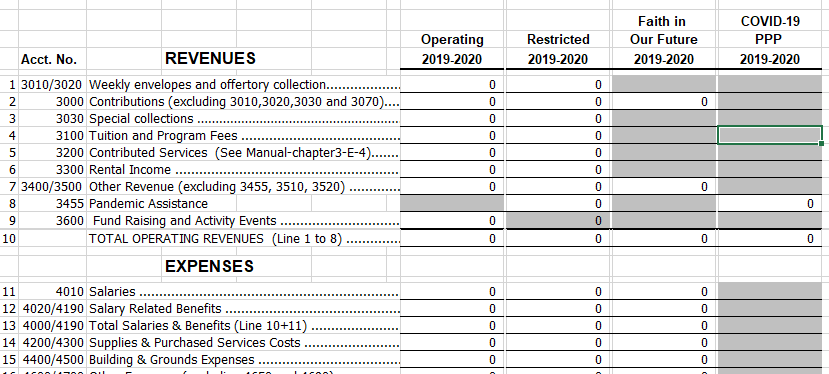 Faith in COVID-19
Operating Restricted Our Future PPP
Acct. No. REVENUES 2019-2020 2019-2020 2019-2020 2019-2020
1 3010/3020 Weekly envelopes and offertory collection.............. 0 0
2 3000 Contributions (excluding 3010,3020,3030 and 3070).... 0 0 0
3 3030 Special collections ................................................ 0 0
4 3100 Tuition and Program Fees ..................................... 0 0
5 3200 Contributed Services (See Manual-chapter3-E-4)...... 0 0
6 3300 Rental Income ..................................................... 0 0
7 3400/3500 Other Revenue (excluding 3455, 3510, 3520) ............ 0 0 0
8 3455 Pandemic Assistance 0 0
9 3600 Fund Raising and Activity Events ............................ 0 0
10 TOTAL OPERATING REVENUES (Line 1 to 8) ............ 0 0 0 0
EXPENSES
11 4010 Salaries ............................................................... 0 0 0
12 4020/4190 Salary Related Benefits ......................................... 0 0 0
13 4000/4190 Total Salaries & Benefits (Line 10+11) .................... 0 0 0
14 4200/4300 Supplies & Purchased Services Costs ...................... 0 0 0
15 4400/4500 Building & Grounds Expenses ................................. 0 0 0